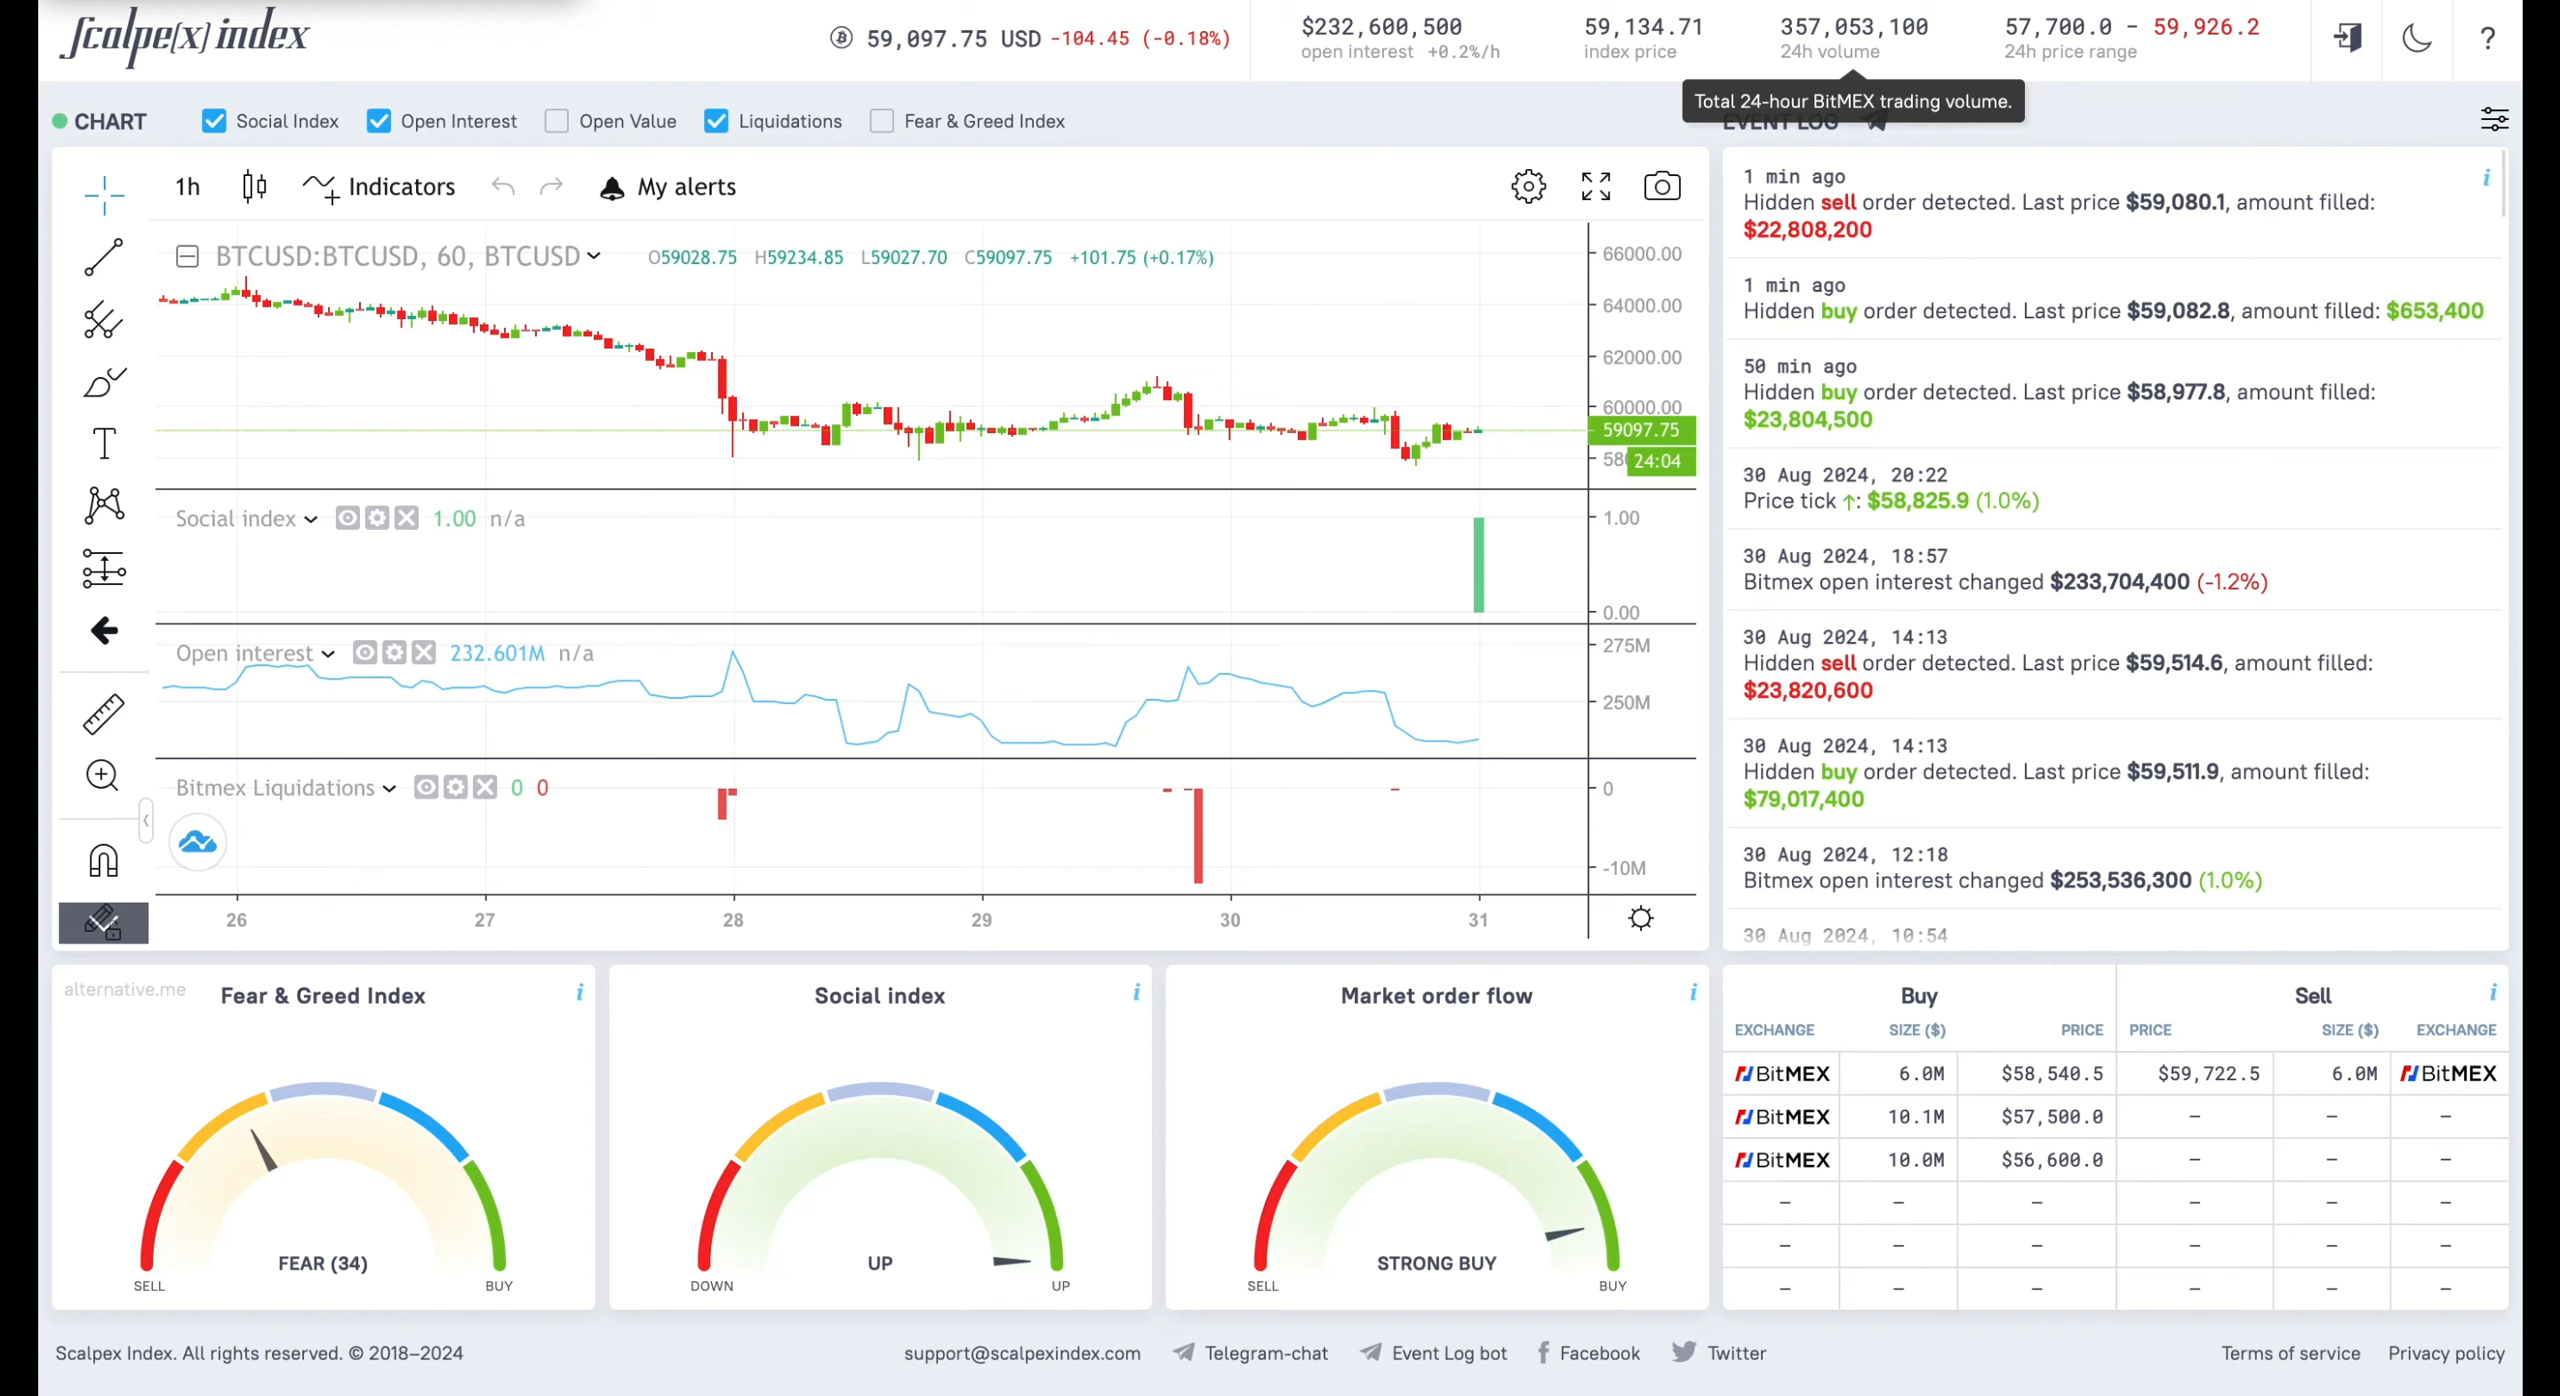 Scalpe(x) index
59,097.75 USD -104.45 (-0.18%)
$232,600,500
open interest +0.2%/h
59,134.71
index price
357,053,100
24h volume
57,700.0 - 59,926.2
24h price range
?
Total 24-hour BitMEX trading volume.
CHART
Social Index
Open Interest
Open Value
Liquidations
Fear & Greed Index
EVENT LOG
1h
Indicators
My alerts
BTCUSD:BTCUSD, 60, BTCUSD
O59028.75 H59234.85 L59027.70 C59097.75 +101.75 (+0.17%)
66000.00
64000.00
62000.00
60000.00
59097.75
58
24:04
Social index 1.00 n/a
1.00
0.00
Open interest 232.601M n/a
275M
250M
Bitmex Liquidations 0 0
0
-10M
26 27 28 29 30 31
1 min ago
Hidden sell order detected. Last price $59,080.1, amount filled:
$22,808,200
1 min ago
Hidden buy order detected. Last price $59,082.8, amount filled: $653,400
50 min ago
Hidden buy order detected. Last price $58,977.8, amount filled:
$23,804,500
30 Aug 2024, 20:22
Price tick ↑: $58,825.9 (1.0%)
30 Aug 2024, 18:57
Bitmex open interest changed $233,704,400 (-1.2%)
30 Aug 2024, 14:13
Hidden sell order detected. Last price $59,514.6, amount filled:
$23,820,600
30 Aug 2024, 14:13
Hidden buy order detected. Last price $59,511.9, amount filled:
$79,017,400
30 Aug 2024, 12:18
Bitmex open interest changed $253,536,300 (1.0%)
30 Aug 2024, 10:54
alternative.me
Fear & Greed Index
FEAR (34)
SELL BUY
Social index
UP
DOWN UP
Market order flow
STRONG BUY
SELL BUY
Buy Sell
EXCHANGE SIZE ($) PRICE PRICE SIZE ($) EXCHANGE
BitMEX 6.0M $58,540.5 $59,722.5 6.0M BitMEX
BitMEX 10.1M $57,500.0 – – –
BitMEX 10.0M $56,600.0 – – –
– – – – – –
– – – – – –
– – – – – –
Scalpex Index. All rights reserved. © 2018–2024
support@scalpexindex.com
Telegram-chat
Event Log bot
Facebook
Twitter
Terms of service
Privacy policy